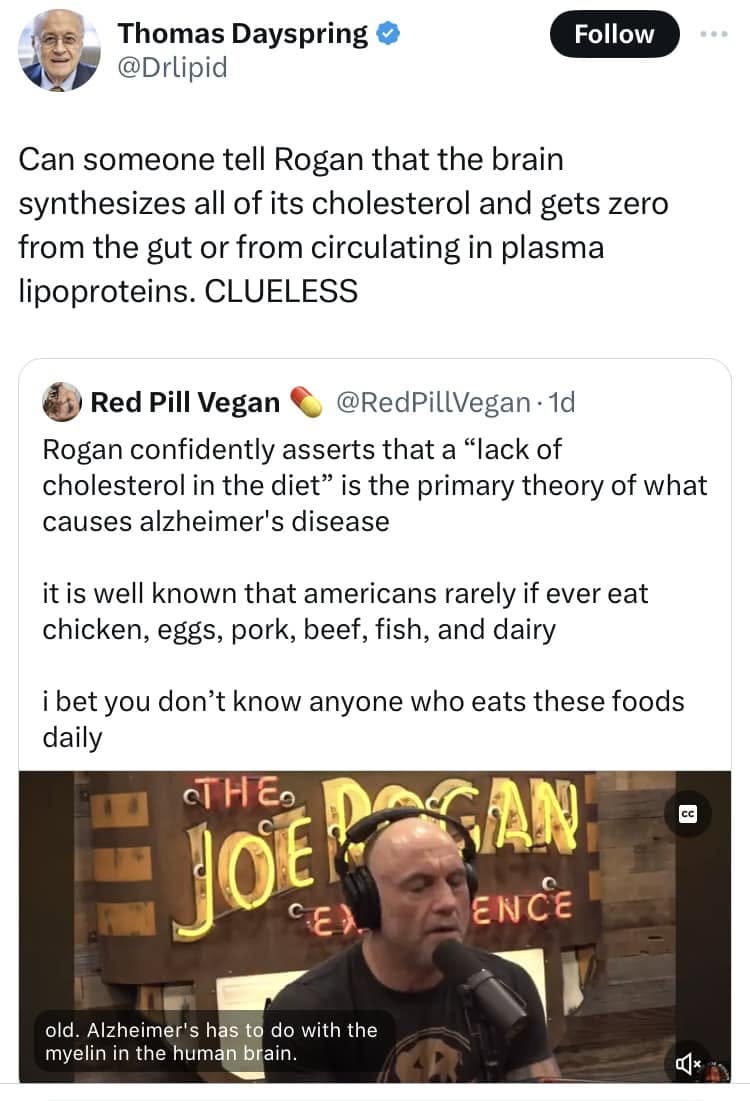 Thomas Dayspring
Follow
@Drlipid
Can someone tell Rogan that the brain
synthesizes all of its cholesterol and gets zero
from the gut or from circulating in plasma
lipoproteins. CLUELESS
Red Pill Vegan 💊 @RedPillVegan · 1d
Rogan confidently asserts that a “lack of
cholesterol in the diet” is the primary theory of what
causes alzheimer's disease
it is well known that americans rarely if ever eat
chicken, eggs, pork, beef, fish, and dairy
i bet you don’t know anyone who eats these foods
daily
THE
JOE ROGAN
EX ENCE
CC
old. Alzheimer's has to do with the
myelin in the human brain.